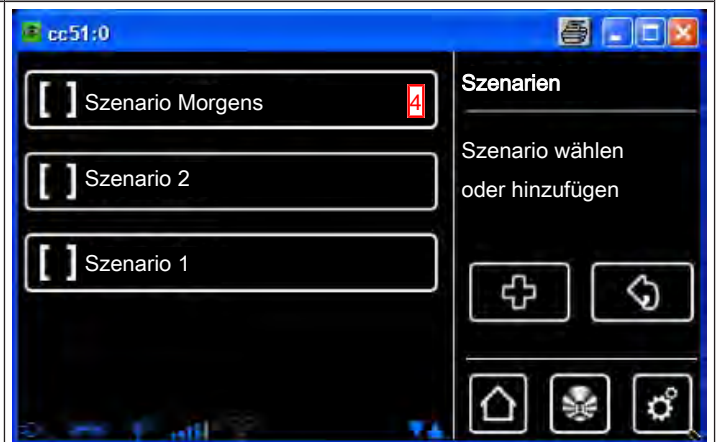 cc51:0
Szenario Morgens 4
Szenario 2
Szenario 1
Szenarien
Szenario wählen
oder hinzufügen